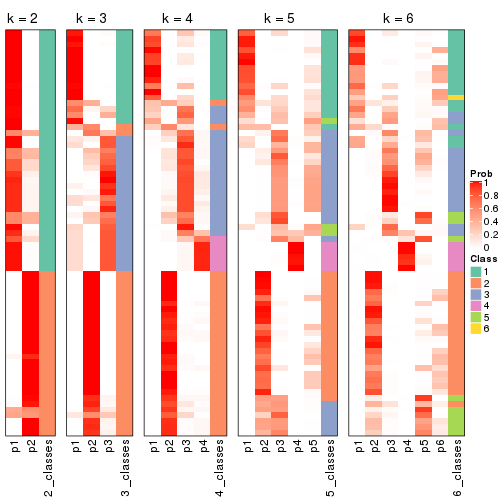 k = 2
k = 3
k = 4
k = 5
k = 6
p1
p2
2_classes
p1
p2
p3
3_classes
p1
p2
p3
p4
4_classes
p1
p2
p3
p4
p5
5_classes
p1
p2
p3
p4
p5
p6
6_classes
Prob
1
0.8
0.6
0.4
0.2
0
Class
1
2
3
4
5
6